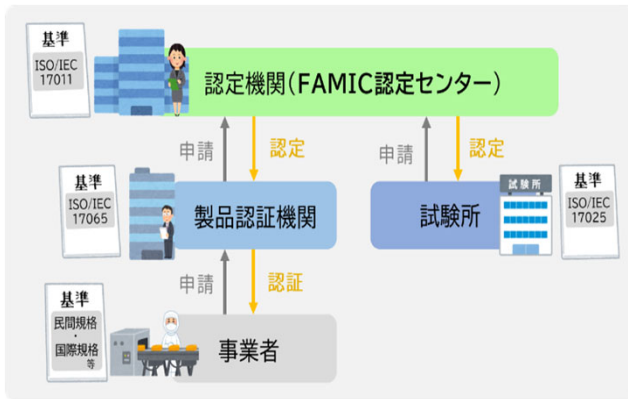 基準
ISO/IEC
17011
認定機関（FAMIC認定センター）
申請
認定
申請
認定
基準
ISO/IEC
17065
製品認証機関
試験所
試験所
基準
ISO/IEC
17025
申請
認証
基準
民間規格
・
国際規格
等
事業者